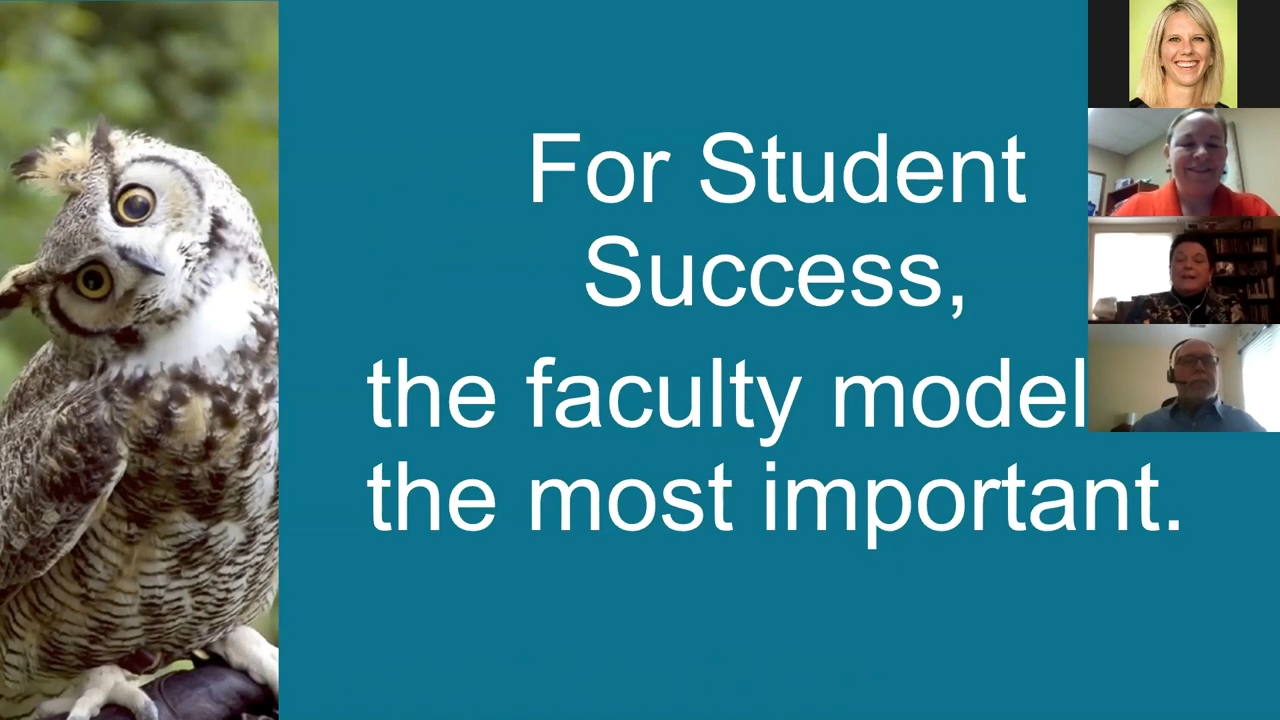 For Student
Success,
the faculty model
the most important.